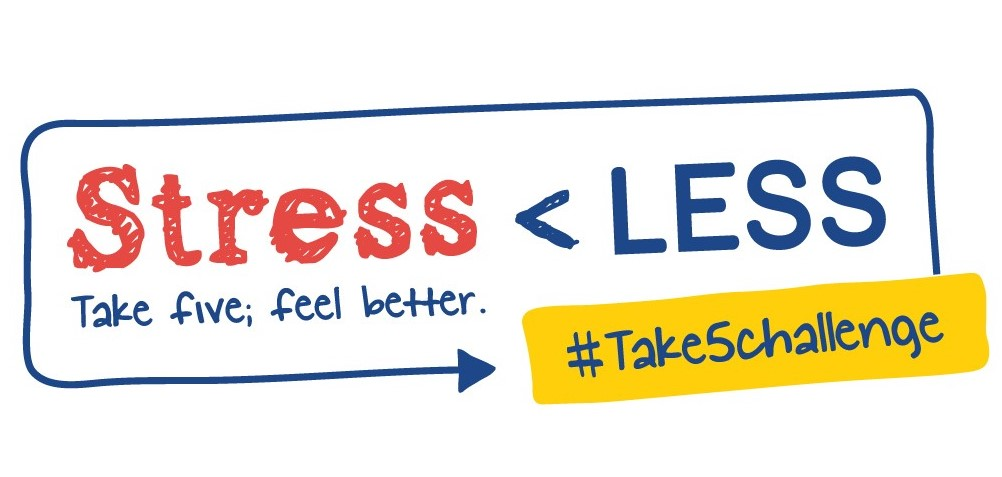 Stress < LESS
Take five; feel better.
#Take5challenge